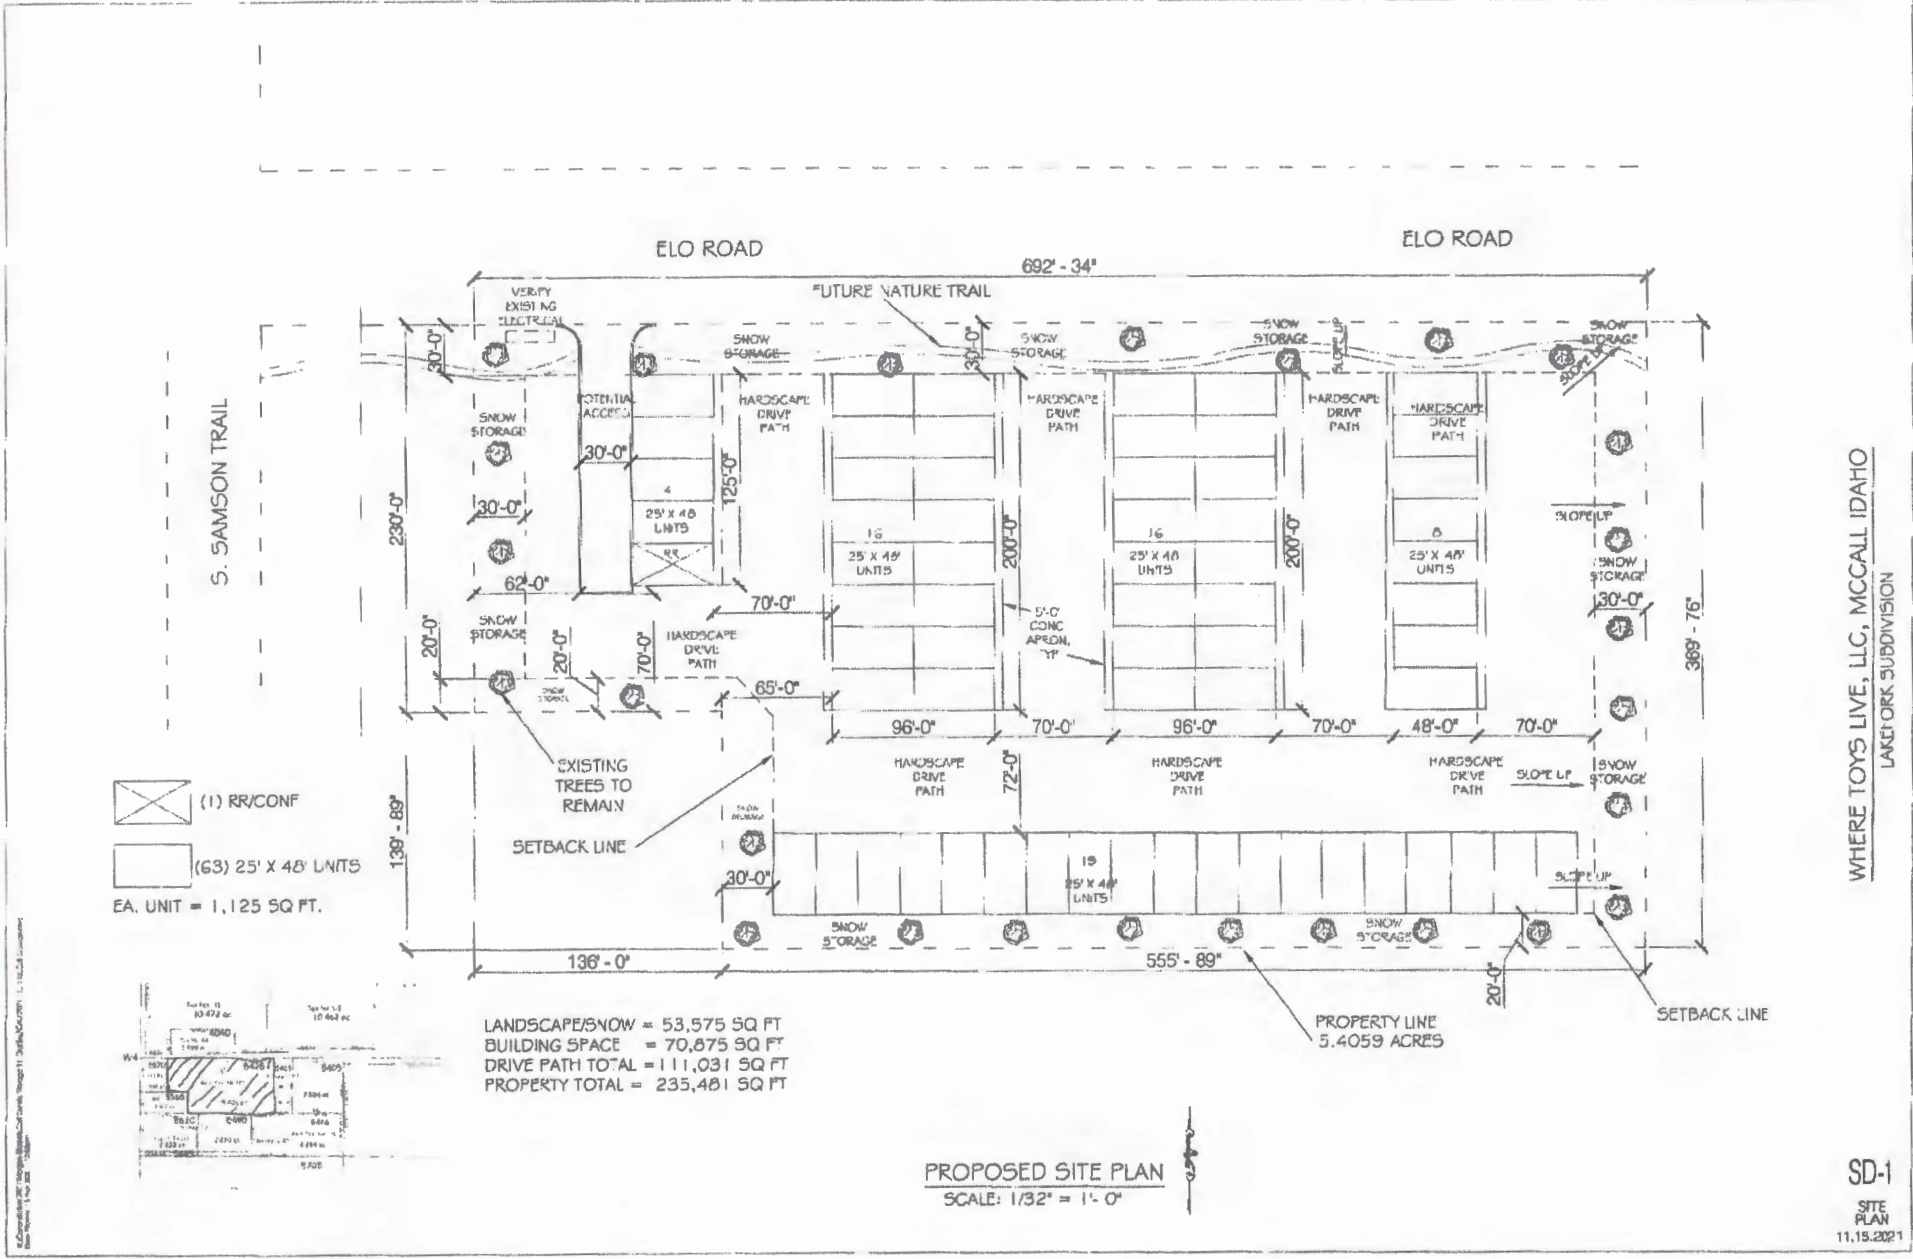 ELO ROAD
ELO ROAD
692' - 34"
FUTURE NATURE TRAIL
VERIFY
EXISTING
ELECTRICAL
SNOW
STORAGE
SNOW
STORAGE
SNOW
STORAGE
SNOW
STORAGE
SLOPE UP
SLOPE UP
30'-0"
30'-0"
S. SAMSON TRAIL
SNOW
STORAGE
POTENTIAL
ACCESS
30'-0"
30'-0"
62'-0"
230'-0"
4
25' X 48'
UNITS
RR
125'-0"
HARDSCAPE
DRIVE
PATH
HARDSCAPE
DRIVE
PATH
HARDSCAPE
DRIVE
PATH
HARDSCAPE
DRIVE
PATH
16
25' X 48'
UNITS
200'-0"
16
25' X 48'
UNITS
200'-0"
8
25' X 48'
UNITS
SLOPE UP
SNOW
STORAGE
30'-0"
389' - 76"
70'-0"
5'-0"
CONC
APRON,
TYP
SNOW
STORAGE
20'-0"
20'-0"
70'-0"
HARDSCAPE
DRIVE
PATH
SNOW
STORAGE
65'-0"
96'-0"
70'-0"
96'-0"
70'-0"
48'-0"
70'-0"
EXISTING
TREES TO
REMAIN
HARDSCAPE
DRIVE
PATH
72'-0"
HARDSCAPE
DRIVE
PATH
HARDSCAPE
DRIVE
PATH
SLOPE UP
SNOW
STORAGE
(1) RR/CONF
SNOW
STORAGE
SETBACK LINE
139' - 89"
(63) 25' X 48' UNITS
EA. UNIT = 1,125 SQ FT.
30'-0"
19
25' X 48'
UNITS
SLOPE UP
SNOW
STORAGE
SNOW
STORAGE
136' - 0"
555' - 89"
20'-0"
PROPERTY LINE
5.4059 ACRES
SETBACK LINE
LANDSCAPE/SNOW = 53,575 SQ FT
BUILDING SPACE = 70,875 SQ FT
DRIVE PATH TOTAL = 111,031 SQ FT
PROPERTY TOTAL = 235,481 SQ FT
PROPOSED SITE PLAN
SCALE: 1/32" = 1'- 0"
WHERE TOYS LIVE, LLC, MCCALL IDAHO
LAKEFORK SUBDIVISION
SD-1
SITE
PLAN
11.15.2021